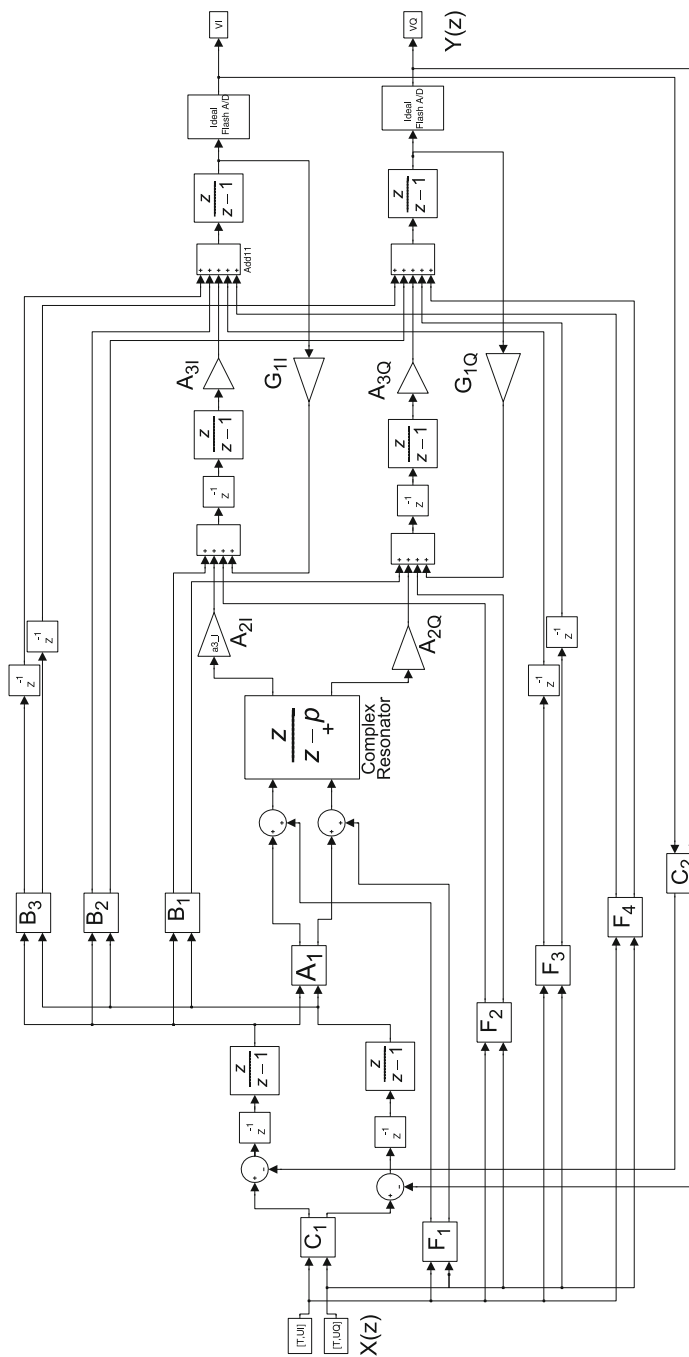 B3
z-1
z-1
B2
B1
z-1
z
z − 1
a3_I
A2I
z-1
z
z − 1
A3I
Add11
z
z − 1
Ideal
Flash A/D
VI
G1I
[T,UI]
[T,UQ]
X(z)
C1
A1
z
z − p
+
Complex
Resonator
z-1
z
z − 1
A2Q
z-1
z
z − 1
A3Q
z
z − 1
Ideal
Flash A/D
VQ
Y(z)
G1Q
F1
F2
F3
z-1
z-1
F4
C2